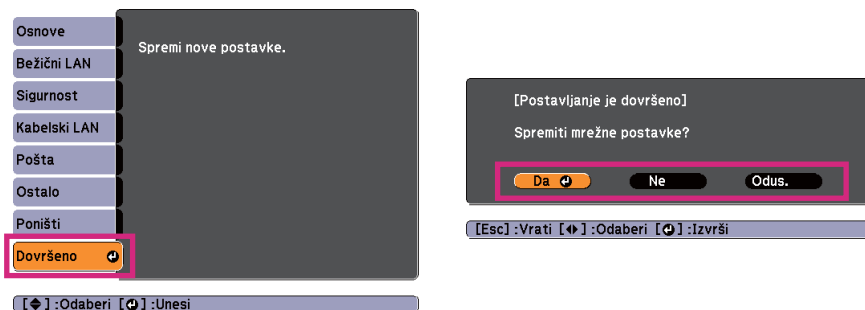 Osnove
Bežični LAN
Sigurnost
Kabelski LAN
Pošta
Ostalo
Poništi
Dovršeno
Spremi nove postavke.
[ ] :Odaberi [ ] :Unesi
[Postavljanje je dovršeno]
Spremiti mrežne postavke?
Da Ne Odus.
[Esc] :Vrati [ ] :Odaberi [ ] :Izvrši